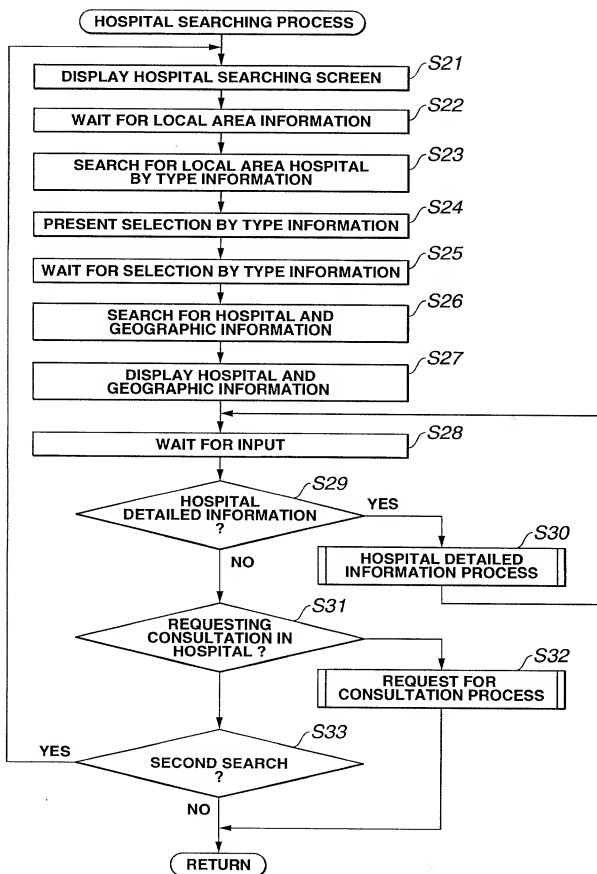 HOSPITAL SEARCHING PROCESS
S21
DISPLAY HOSPITAL SEARCHING SCREEN
S22
WAIT FOR LOCAL AREA INFORMATION
S23
SEARCH FOR LOCAL AREA HOSPITAL
BY TYPE INFORMATION
S24
PRESENT SELECTION BY TYPE INFORMATION
S25
WAIT FOR SELECTION BY TYPE INFORMATION
S26
SEARCH FOR HOSPITAL AND
GEOGRAPHIC INFORMATION
S27
DISPLAY HOSPITAL AND
GEOGRAPHIC INFORMATION
S28
WAIT FOR INPUT
S29
HOSPITAL
DETAILED INFORMATION
?
YES
NO
S30
HOSPITAL DETAILED
INFORMATION PROCESS
S31
REQUESTING
CONSULTATION IN
HOSPITAL ?
S32
REQUEST FOR
CONSULTATION PROCESS
S33
YES
SECOND SEARCH
?
NO
RETURN